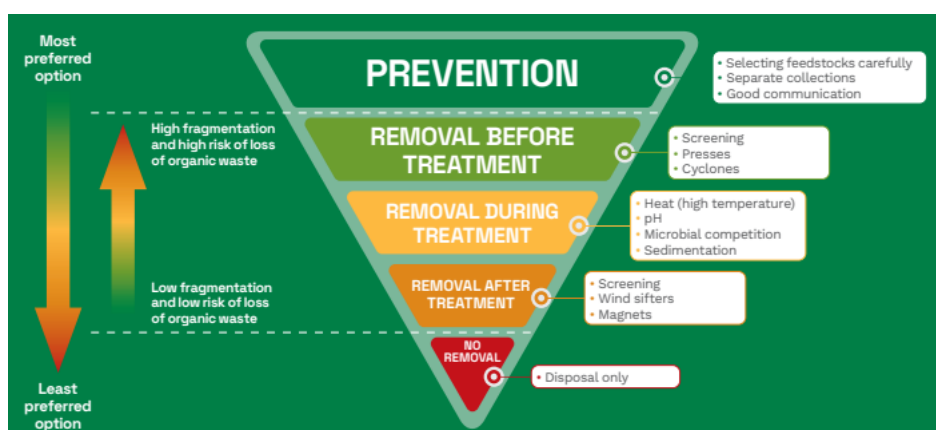 Most
preferred
option
PREVENTION
• Selecting feedstocks carefully
• Separate collections
• Good communication
High fragmentation
and high risk of loss
of organic waste
REMOVAL BEFORE
TREATMENT
• Screening
• Presses
• Cyclones
REMOVAL DURING
TREATMENT
• Heat (high temperature)
• pH
• Microbial competition
• Sedimentation
Low fragmentation
and low risk of loss
of organic waste
REMOVAL AFTER
TREATMENT
• Screening
• Wind sifters
• Magnets
NO
REMOVAL
• Disposal only
Least
preferred
option